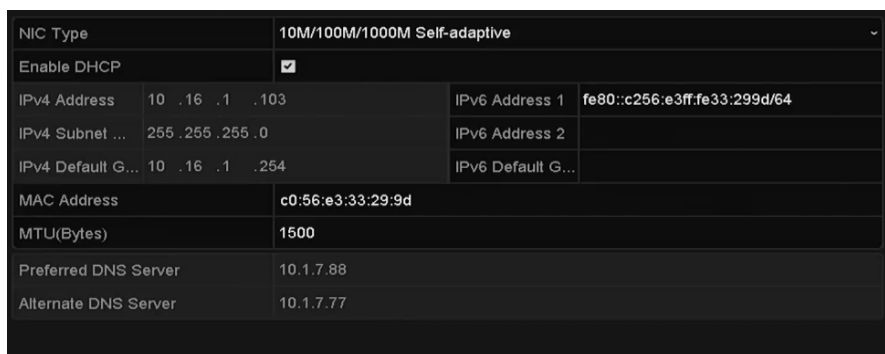 NIC Type 10M/100M/1000M Self-adaptive
Enable DHCP
IPv4 Address 10 .16 .1 .103 IPv6 Address 1 fe80::c256:e3ff:fe33:299d/64
IPv4 Subnet ... 255.255.255.0 IPv6 Address 2
IPv4 Default G... 10 .16 .1 .254 IPv6 Default G...
MAC Address c0:56:e3:33:29:9d
MTU(Bytes) 1500
Preferred DNS Server 10.1.7.88
Alternate DNS Server 10.1.7.77